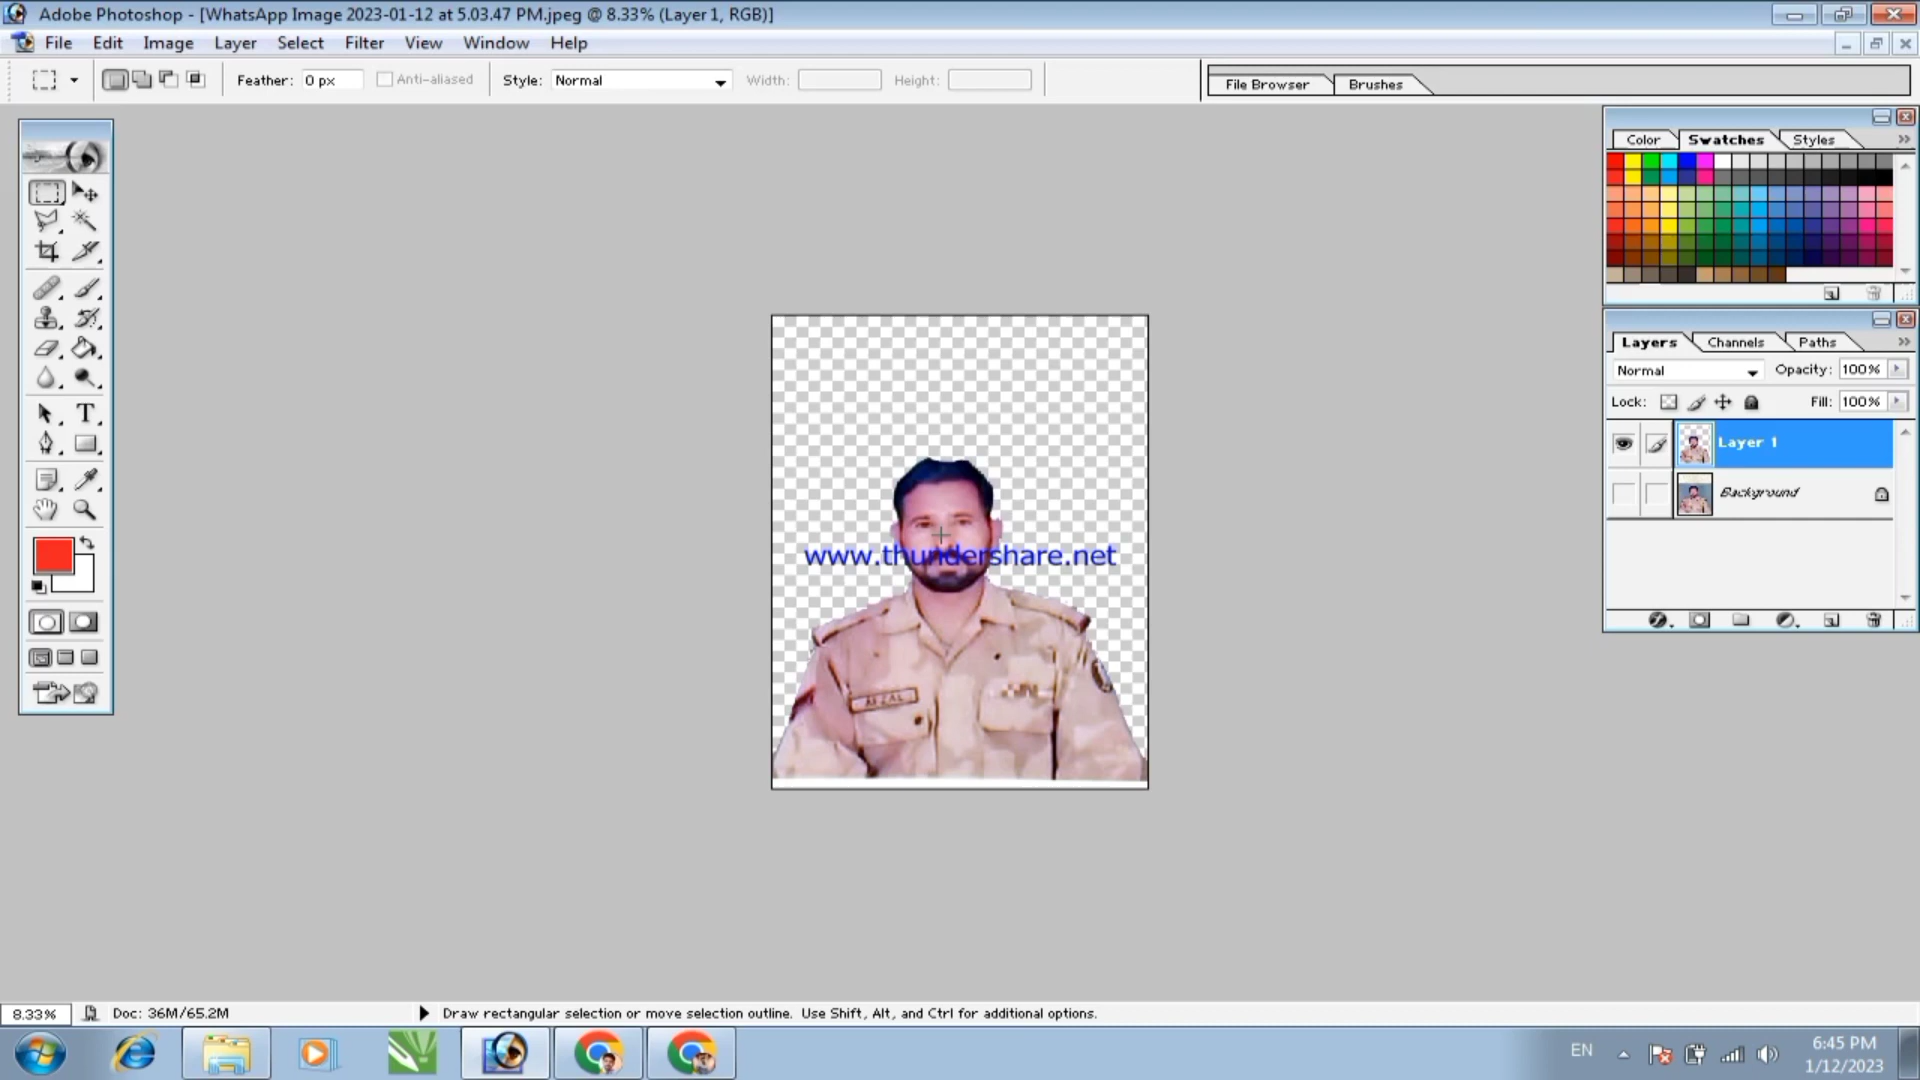 Adobe Photoshop - [WhatsApp Image 2023-01-12 at 5.03.47 PM.jpeg @ 8.33% (Layer 1, RGB)]
File Edit Image Layer Select Filter View Window Help
Feather: 0 px Anti-aliased Style: Normal Width: Height: File Browser Brushes
Color Swatches Styles
Layers Channels Paths
Normal Opacity: 100%
Lock: Fill: 100%
Layer 1
Background
T
www.thundershare.net
AFZAL
8.33% Doc: 36M/65.2M Draw rectangular selection or move selection outline. Use Shift, Alt, and Ctrl for additional options.
EN 6:45 PM
1/12/2023